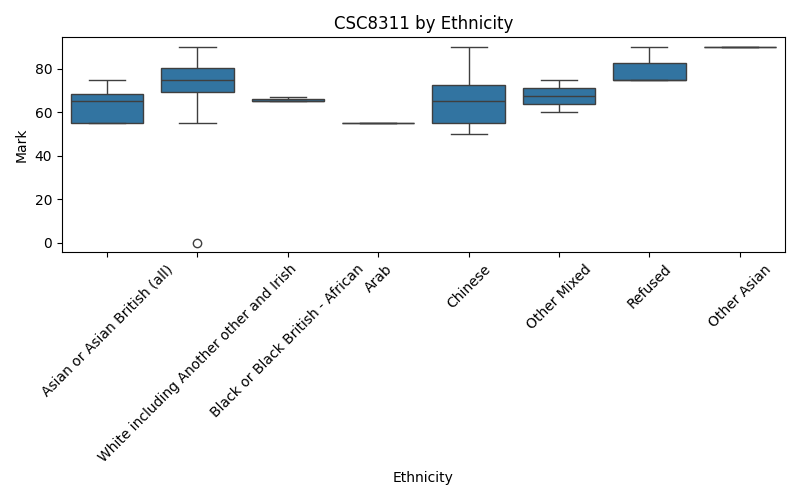 CSC8311 by Ethnicity
Mark
80
60
40
20
0
Asian or Asian British (all)
White including Another other and Irish
Black or Black British - African
Arab
Chinese
Other Mixed
Refused
Other Asian
Ethnicity